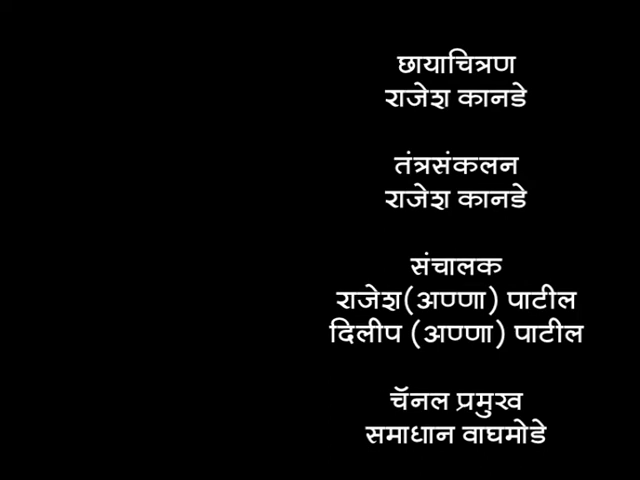 छायाचित्रण
राजेश कानडे
तंत्रसंकलन
राजेश कानडे
संचालक
राजेश(अण्णा) पाटील
दिलीप (अण्णा) पाटील
चॅनल प्रमुख
समाधान वाघमोडे